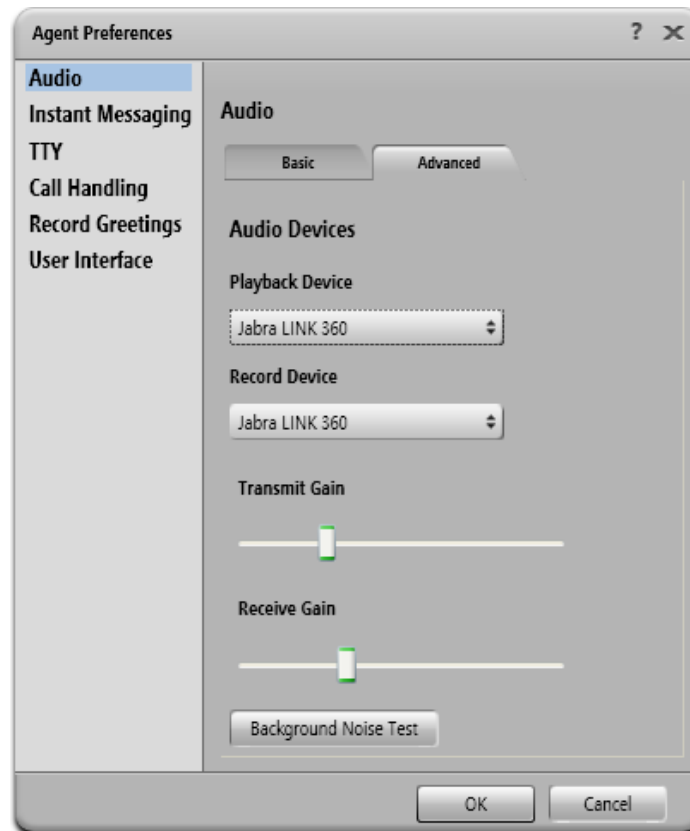 Agent Preferences
?
Audio
Instant Messaging
TTY
Call Handling
Record Greetings
User Interface
Audio
Basic Advanced
Audio Devices
Playback Device
Jabra LINK 360
Record Device
Jabra LINK 360
Transmit Gain
Receive Gain
Background Noise Test
OK Cancel